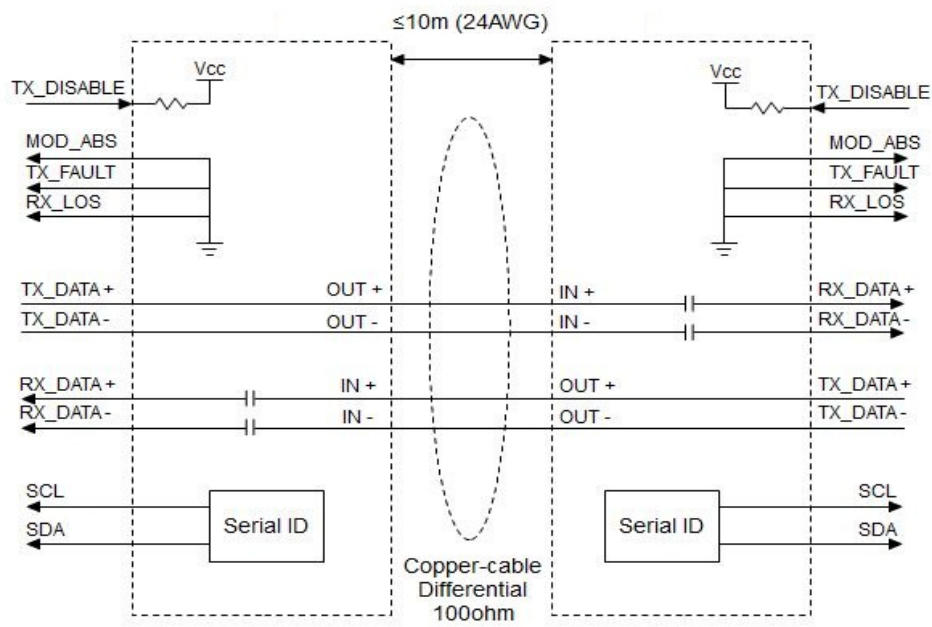 ≤10m (24AWG)
Vcc
Vcc
TX_DISABLE
TX_DISABLE
MOD_ABS
MOD_ABS
TX_FAULT
TX_FAULT
RX_LOS
RX_LOS
TX_DATA+ OUT + IN + RX_DATA+
TX_DATA- OUT - IN - RX_DATA-
RX_DATA+ IN + OUT + TX_DATA+
RX_DATA- IN - OUT - TX_DATA-
SCL
SCL
Serial ID
Serial ID
SDA
SDA
Copper-cable
Differential
100ohm